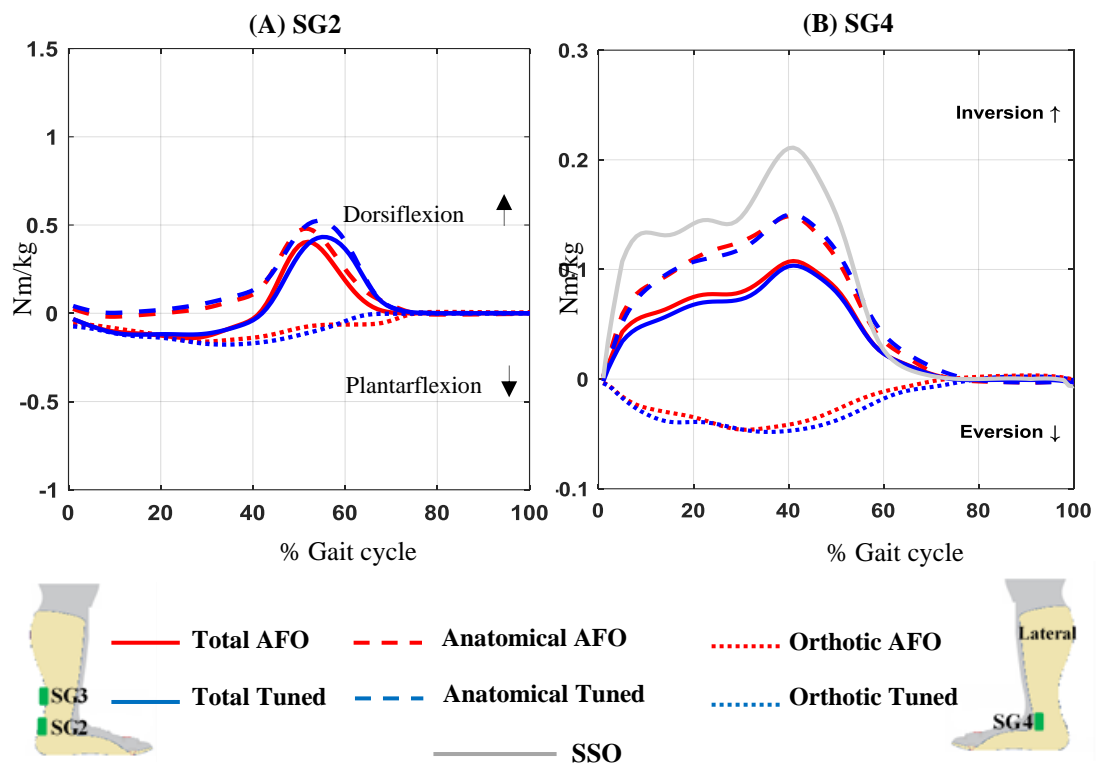 (A) SG2
1.5
1
0.5
0
-0.5
-1
Nm/kg
Dorsiflexion ↑
Plantarflexion ↓
0 20 40 60 80 100
% Gait cycle
(B) SG4
0.3
0.2
0.1
0
-0.1
Nm/kg
Inversion ↑
Eversion ↓
0 20 40 60 80 100
% Gait cycle
SG3
SG2
Total AFO
Anatomical AFO
Orthotic AFO
Total Tuned
Anatomical Tuned
Orthotic Tuned
SSO
Lateral
SG4